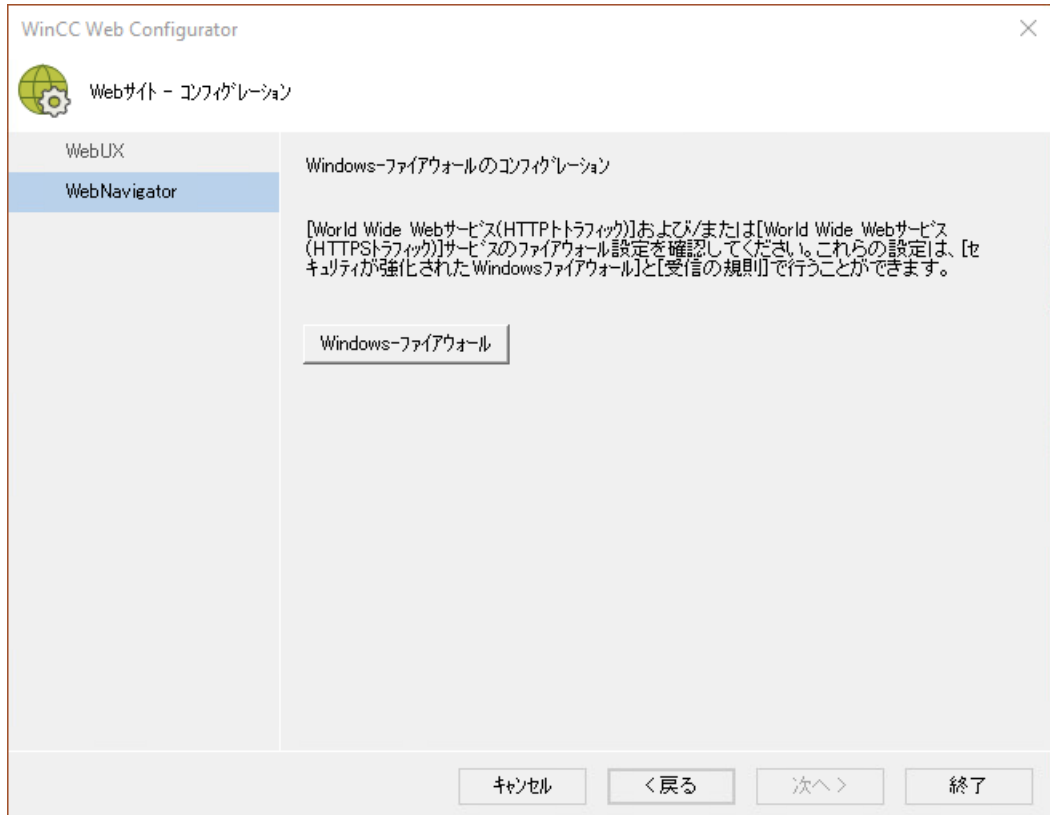 WinCC Web Configurator
Webサイト - コンフィグレーション
WebUX
WebNavigator
Windows-ファイアウォールのコンフィグレーション
[World Wide Webサービス(HTTPトトラフィック)]および/または[World Wide Webサービス
(HTTPSトラフィック)]サービスのファイアウォール設定を確認してください。これらの設定は、[セ
キュリティが強化されたWindowsファイアウォール]と[受信の規則]で行うことができます。
Windows-ファイアウォール
キャンセル
<戻る
次へ>
終了